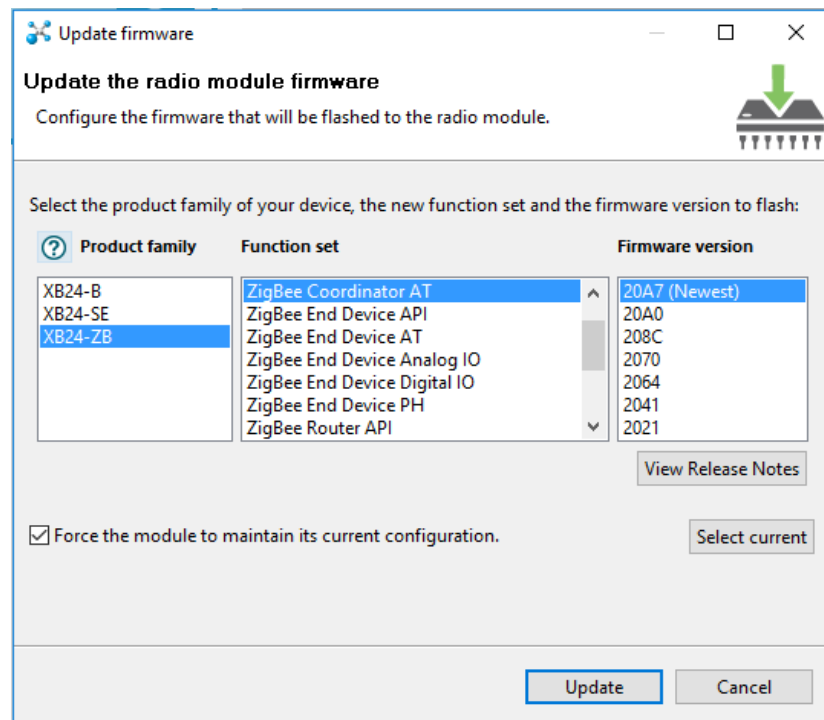 Update firmware
Update the radio module firmware
Configure the firmware that will be flashed to the radio module.
Select the product family of your device, the new function set and the firmware version to flash:
? Product family Function set Firmware version
XB24-B ZigBee Coordinator AT 20A7 (Newest)
XB24-SE ZigBee End Device API 20A0
XB24-ZB ZigBee End Device AT 208C
ZigBee End Device Analog IO 2070
ZigBee End Device Digital IO 2064
ZigBee End Device PH 2041
ZigBee Router API 2021
View Release Notes
Force the module to maintain its current configuration. Select current
Update Cancel